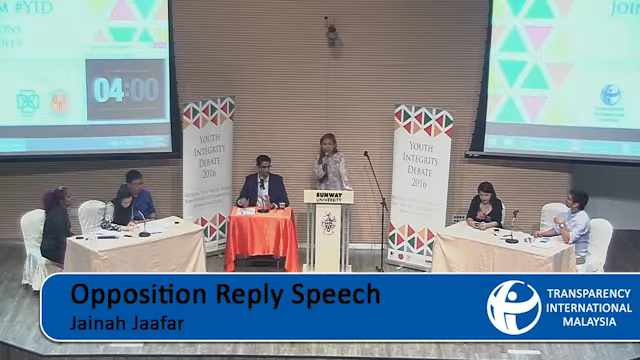 M #YID
JOIN
04:00
YOUTH
INTEGRITY
DEBATE
2016
YOUTH
INTEGRITY
DEBATE
2016
SUNWAY
UNIVERSITY
Opposition Reply Speech
Jainah Jaafar
TRANSPARENCY
INTERNATIONAL
MALAYSIA